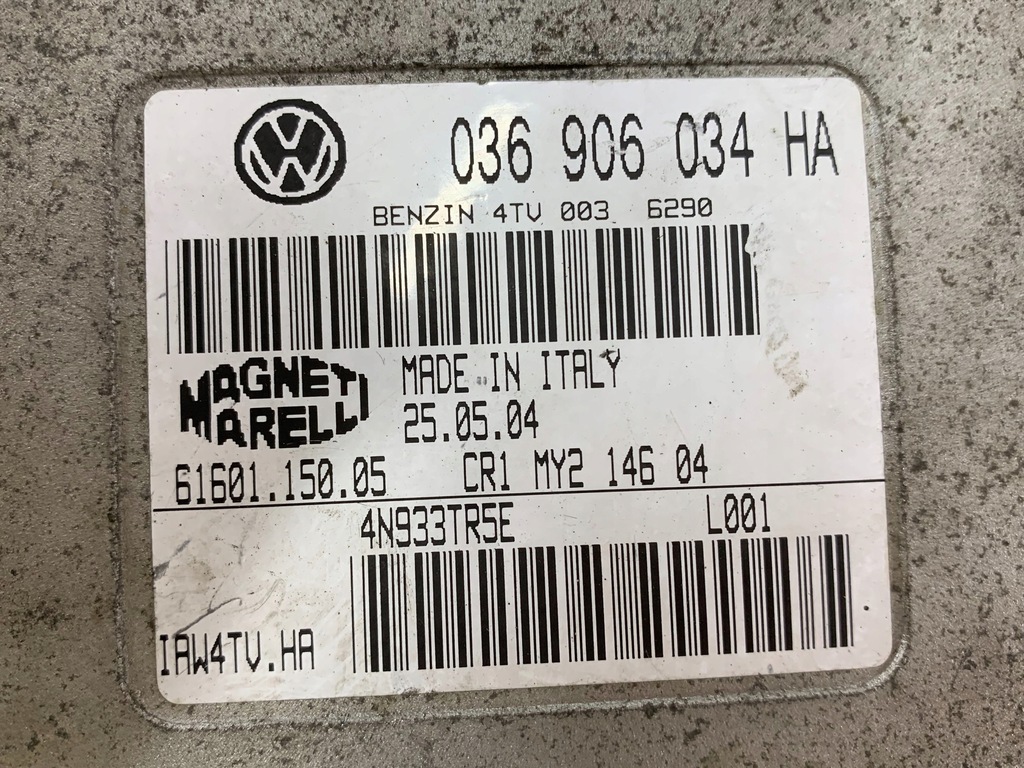 036 906 034 HA
BENZIN 4TV 003 6290
MAGNETI MARELLI
MADE IN ITALY
25.05.04
61601.150.05 CR1 MY2 146 04
4N933TR5E L001
IAW4TV.HA